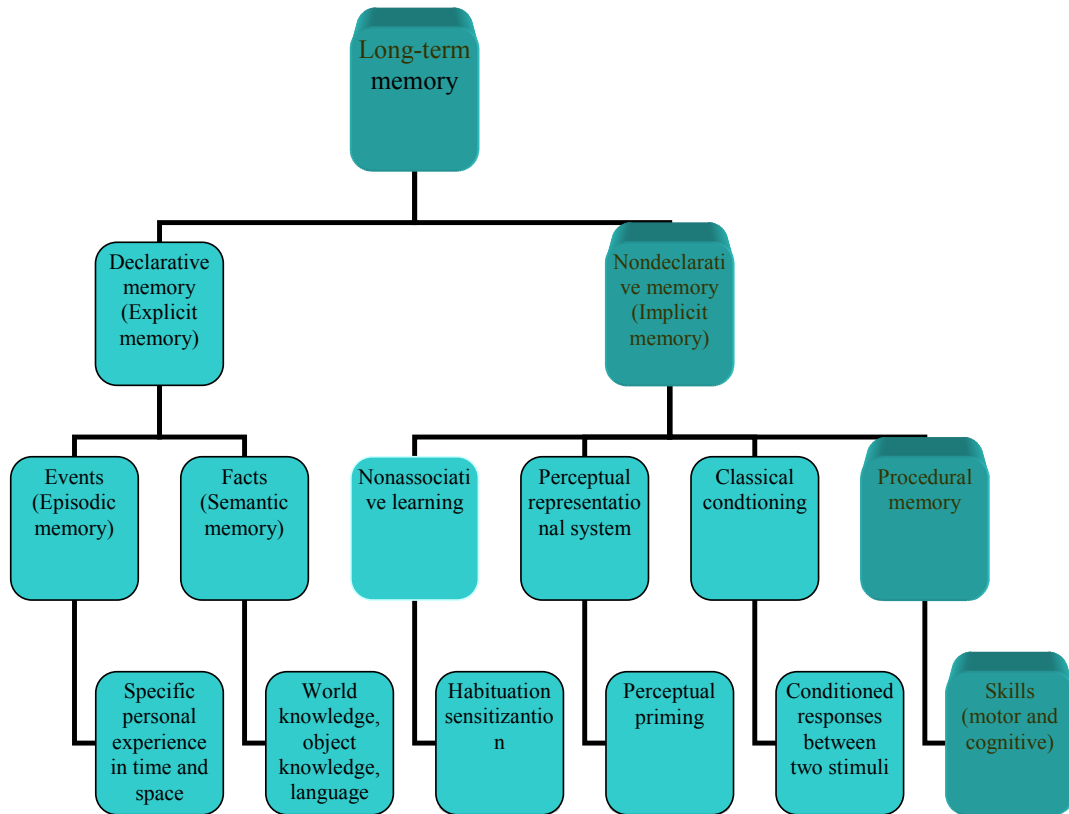 Long-term
memory
Declarative
memory
(Explicit
memory)
Nondeclarati
ve memory
(Implicit
memory)
Events
(Episodic
memory)
Facts
(Semantic
memory)
Nonassociati
ve learning
Perceptual
representatio
nal system
Classical
condtioning
Procedural
memory
Specific
personal
experience
in time and
space
World
knowledge,
object
knowledge,
language
Habituation
sensitizantio
n
Perceptual
priming
Conditioned
responses
between
two stimuli
Skills
(motor and
cognitive)